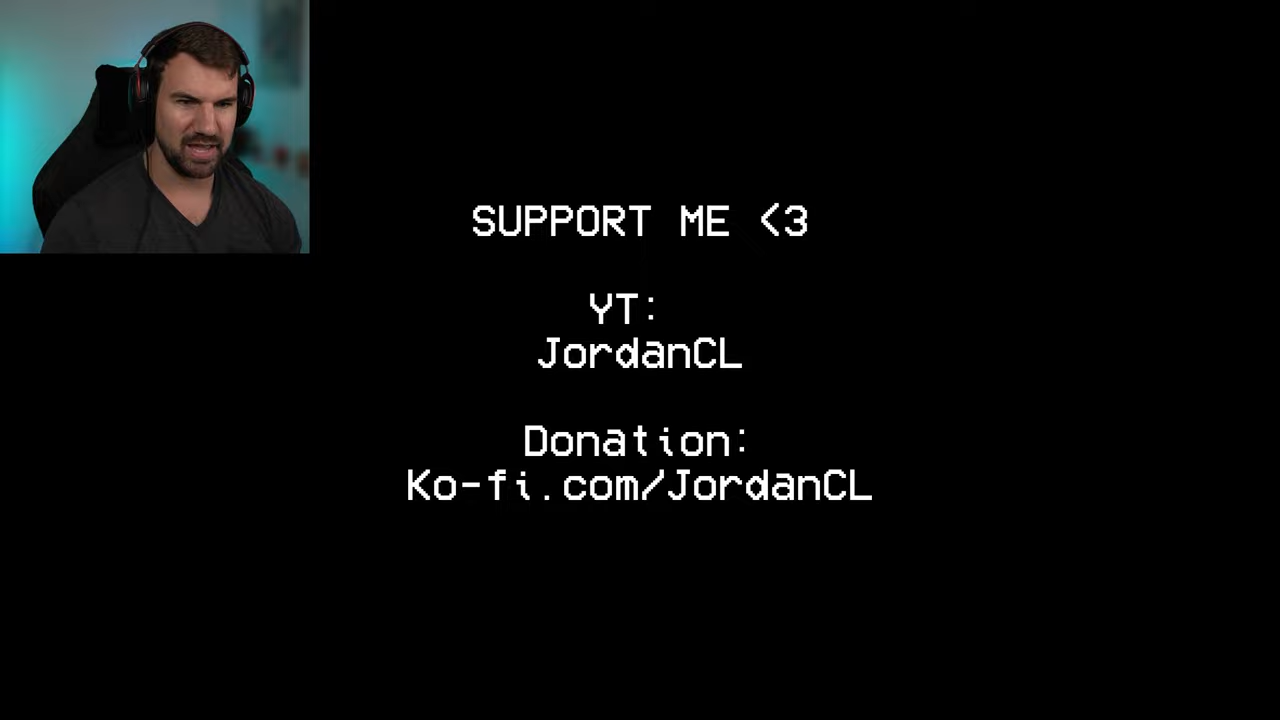 SUPPORT ME <3
YT:
JordanCL
Donation:
Ko-fi.com/JordanCL